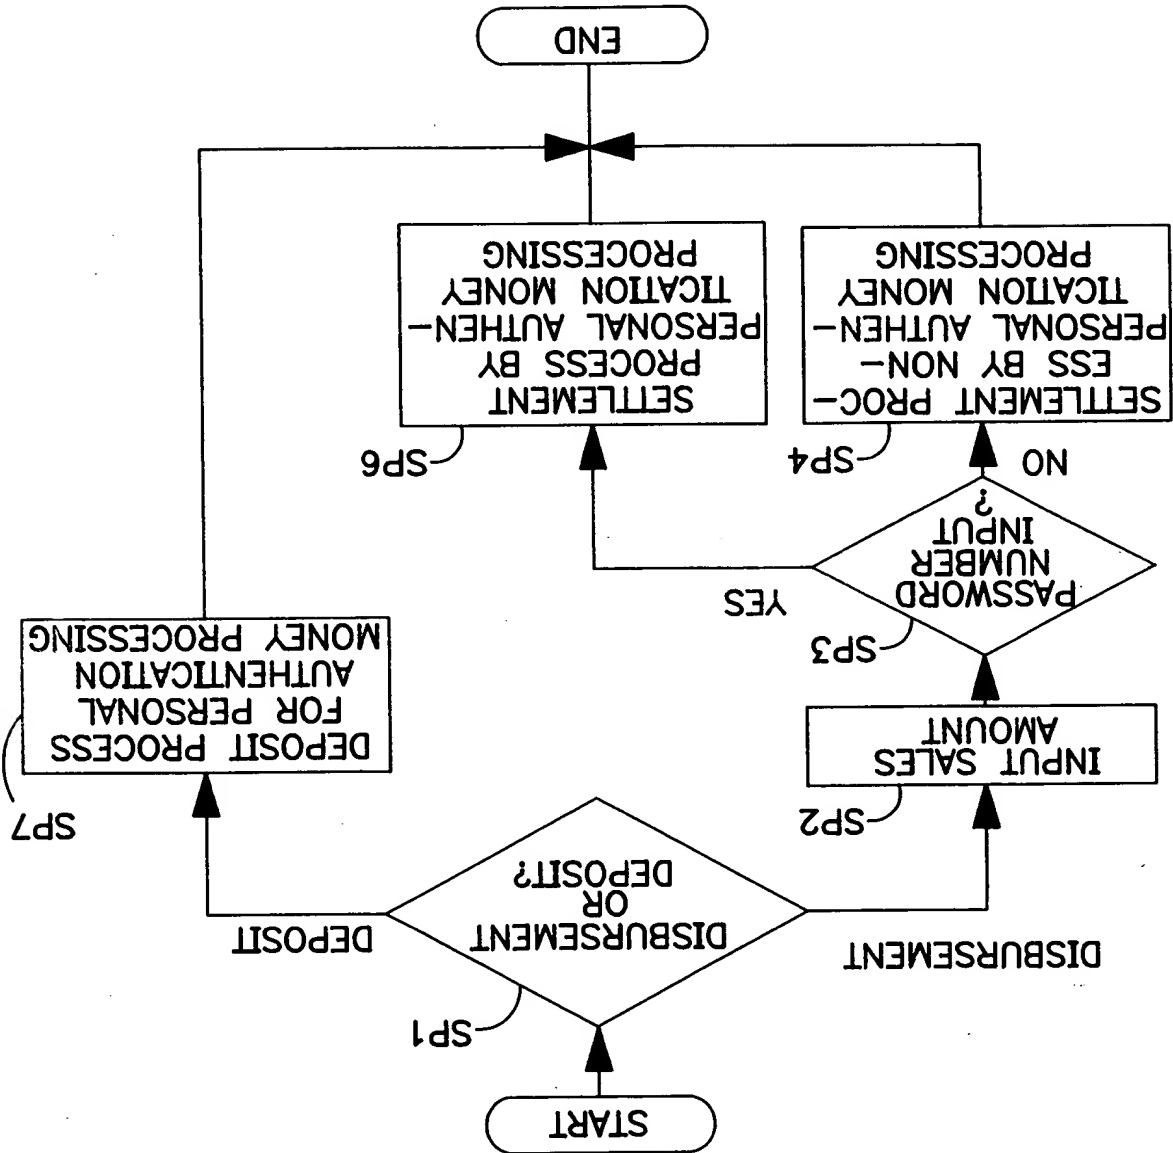 START
SP1
DISBURSEMENT
OR
DEPOSIT?
DISBURSEMENT
DEPOSIT
SP2
INPUT SALES
AMOUNT
SP7
DEPOSIT PROCESS
FOR PERSONAL
AUTHENTICATION
MONEY PROCESSING
SP3
PASSWORD
NUMBER
INPUT
?
YES
NO
SP4
SETTLEMENT PROC-
ESS BY NON-
PERSONAL AUTHEN-
TICATION MONEY
PROCESSING
SP6
SETTLEMENT
PROCESS BY
PERSONAL AUTHEN-
TICATION MONEY
PROCESSING
END